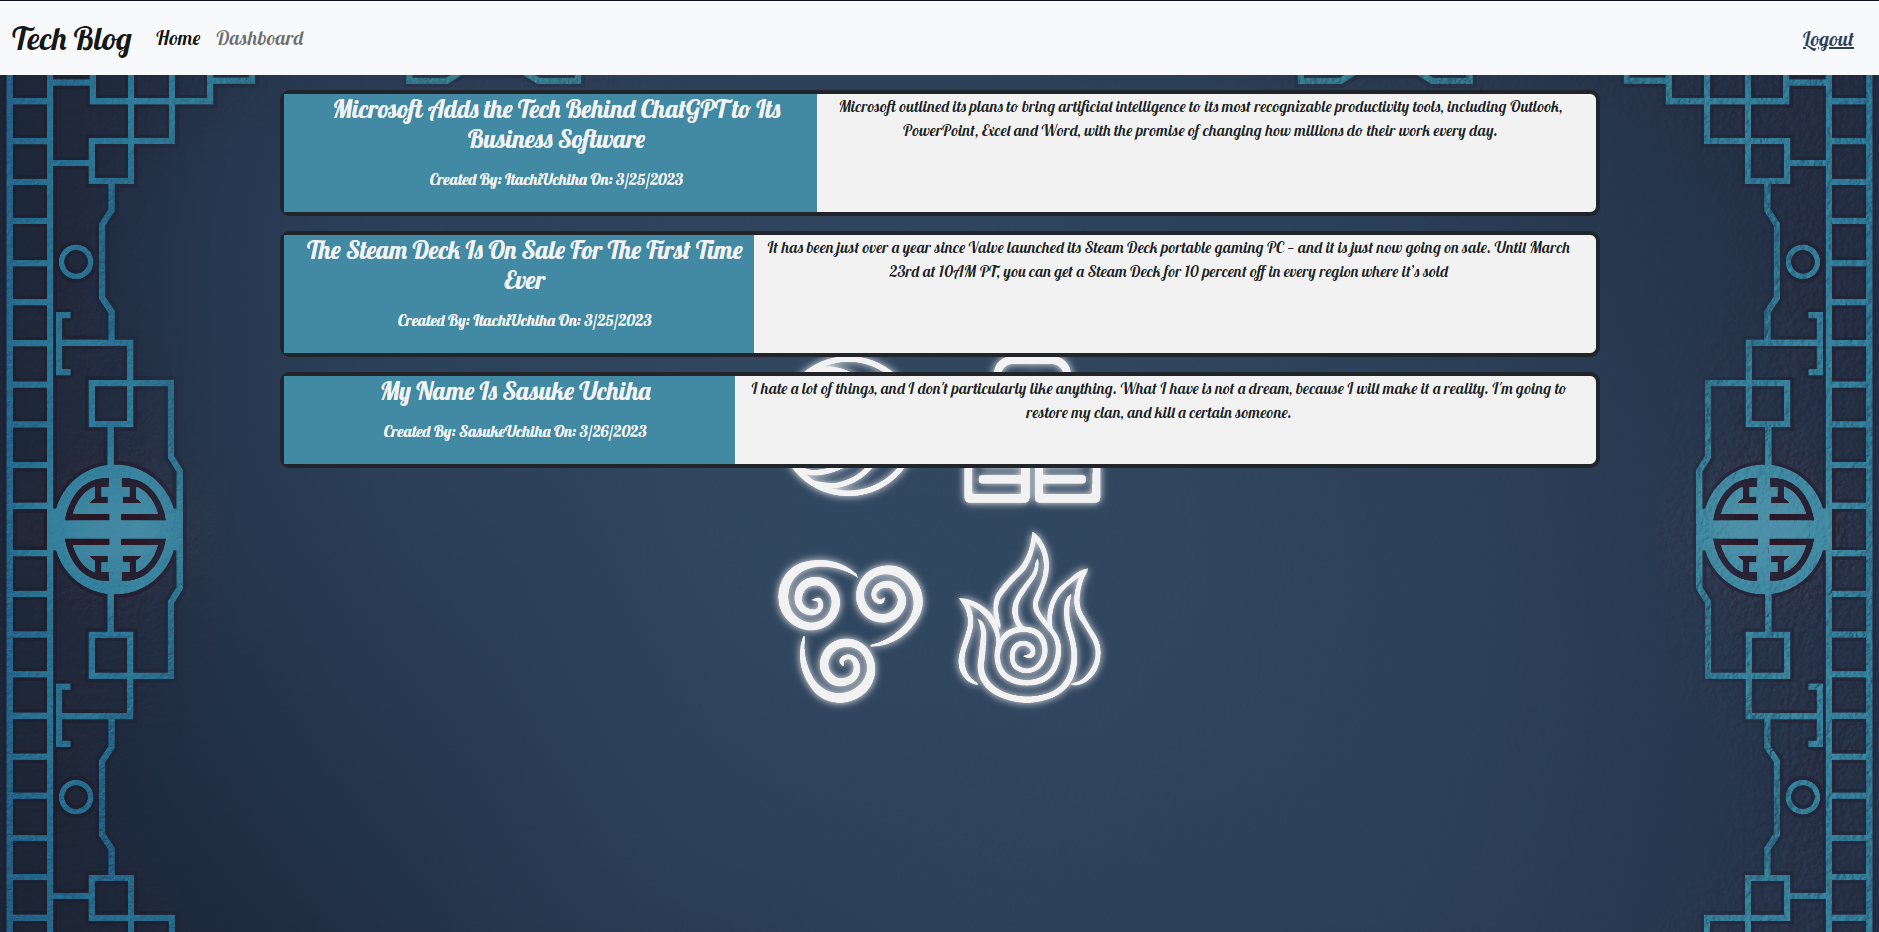 Tech Blog Home Dashboard Logout
Microsoft Adds the Tech Behind ChatGPT to Its
Business Software
Created By: ItachiUchiha On: 3/25/2023
Microsoft outlined its plans to bring artificial intelligence to its most recognizable productivity tools, including Outlook,
PowerPoint, Excel and Word, with the promise of changing how millions do their work every day.
The Steam Deck Is On Sale For The First Time
Ever
Created By: ItachiUchiha On: 3/25/2023
It has been just over a year since Valve launched its Steam Deck portable gaming PC – and it is just now going on sale. Until March
23rd at 10AM PT, you can get a Steam Deck for 10 percent off in every region where it's sold
My Name Is Sasuke Uchiha
Created By: SasukeUchiha On: 3/26/2023
I hate a lot of things, and I don't particularly like anything. What I have is not a dream, because I will make it a reality. I'm going to
restore my clan, and kill a certain someone.